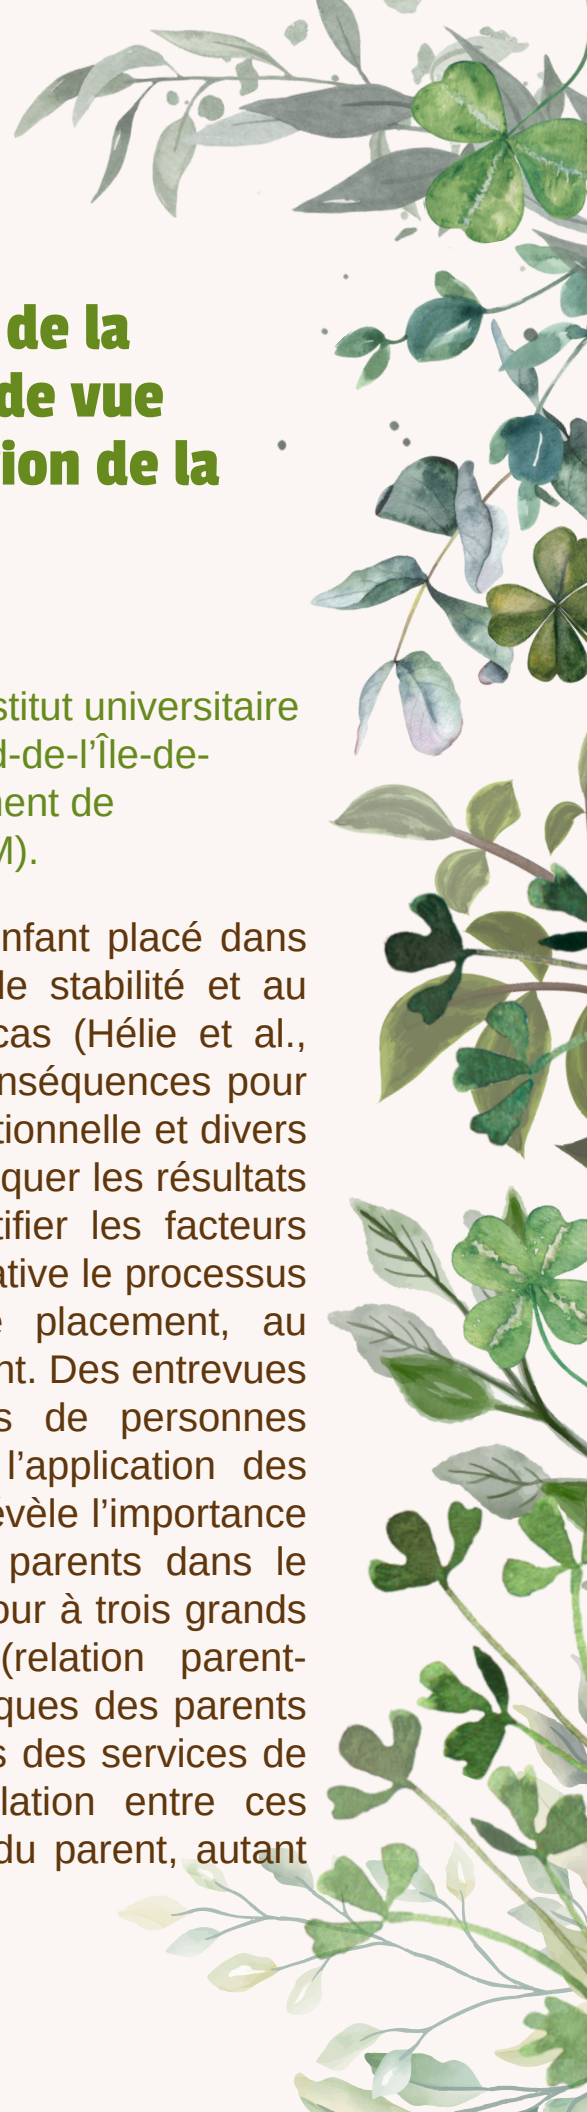 de la
de vue
ion de la
stitut universitaire
d-de-l’Île-de-
ent de
M).
nfant placé dans
de stabilité et au
cas (Hélie et al.,
nséquences pour
tionnelle et divers
quer les résultats
tifier les facteurs
ative le processus
placement, au
nt. Des entrevues
s de personnes
l’application des
évèle l’importance
parents dans le
our à trois grands
(relation parent-
ques des parents
s des services de
lation entre ces
du parent, autant